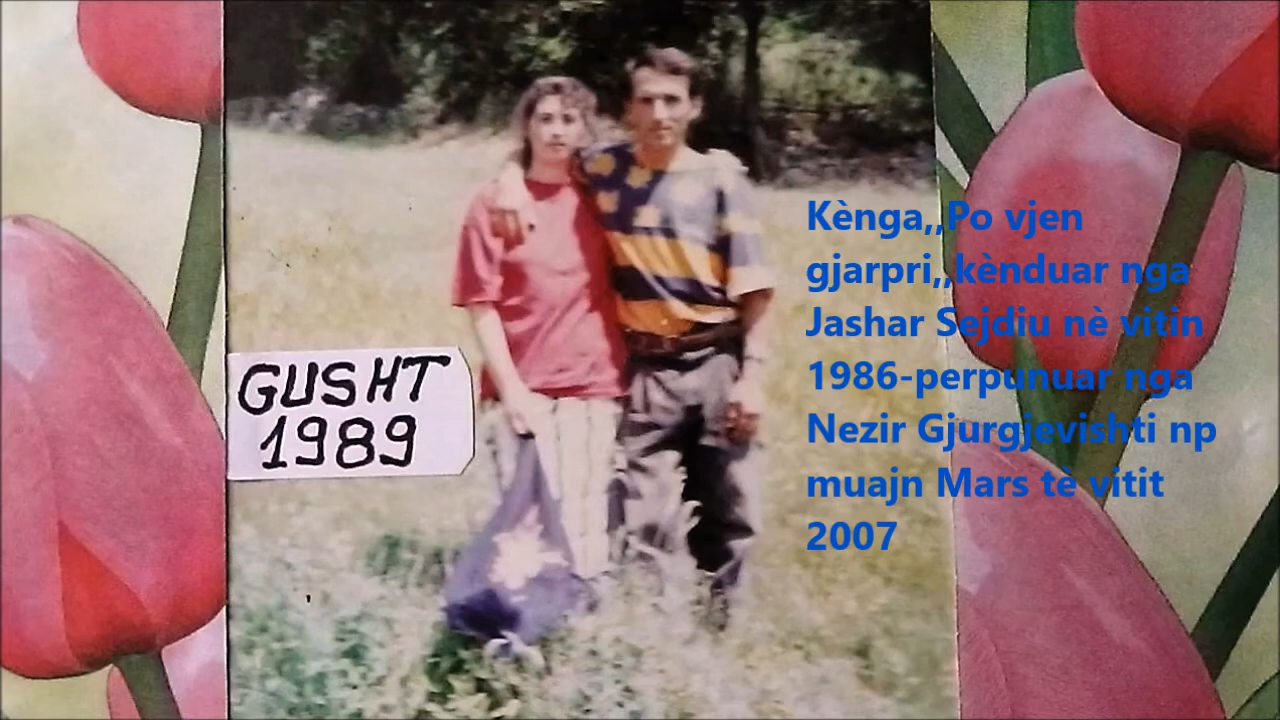 GUSHT
1989
Kènga,,Po vjen
gjarpri,,kènduar nga
Jashar Sejdiu nè vitin
1986-perpunuar nga
Nezir Gjurgjevishti np
muajn Mars tè vitit
2007